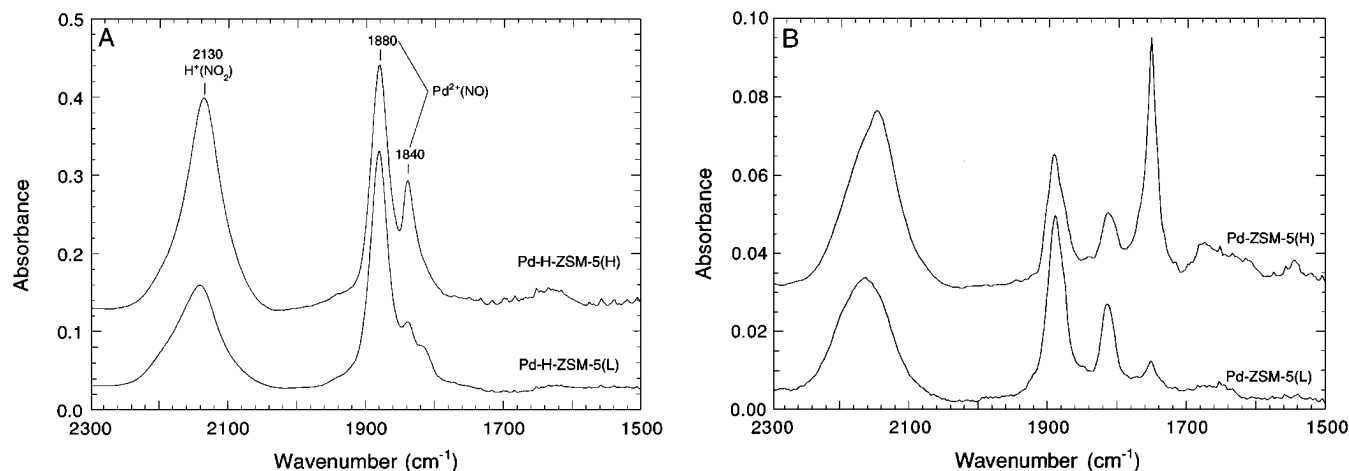 A
0.5
0.4
0.3
0.2
0.1
0.0
Absorbance
2130
H⁺(NO₂)
1880
Pd²⁺(NO)
1840
Pd-H-ZSM-5(H)
Pd-H-ZSM-5(L)
2300 2100 1900 1700 1500
Wavenumber (cm⁻¹)
B
0.10
0.08
0.06
0.04
0.02
0.00
Absorbance
Pd-ZSM-5(H)
Pd-ZSM-5(L)
2300 2100 1900 1700 1500
Wavenumber (cm⁻¹)